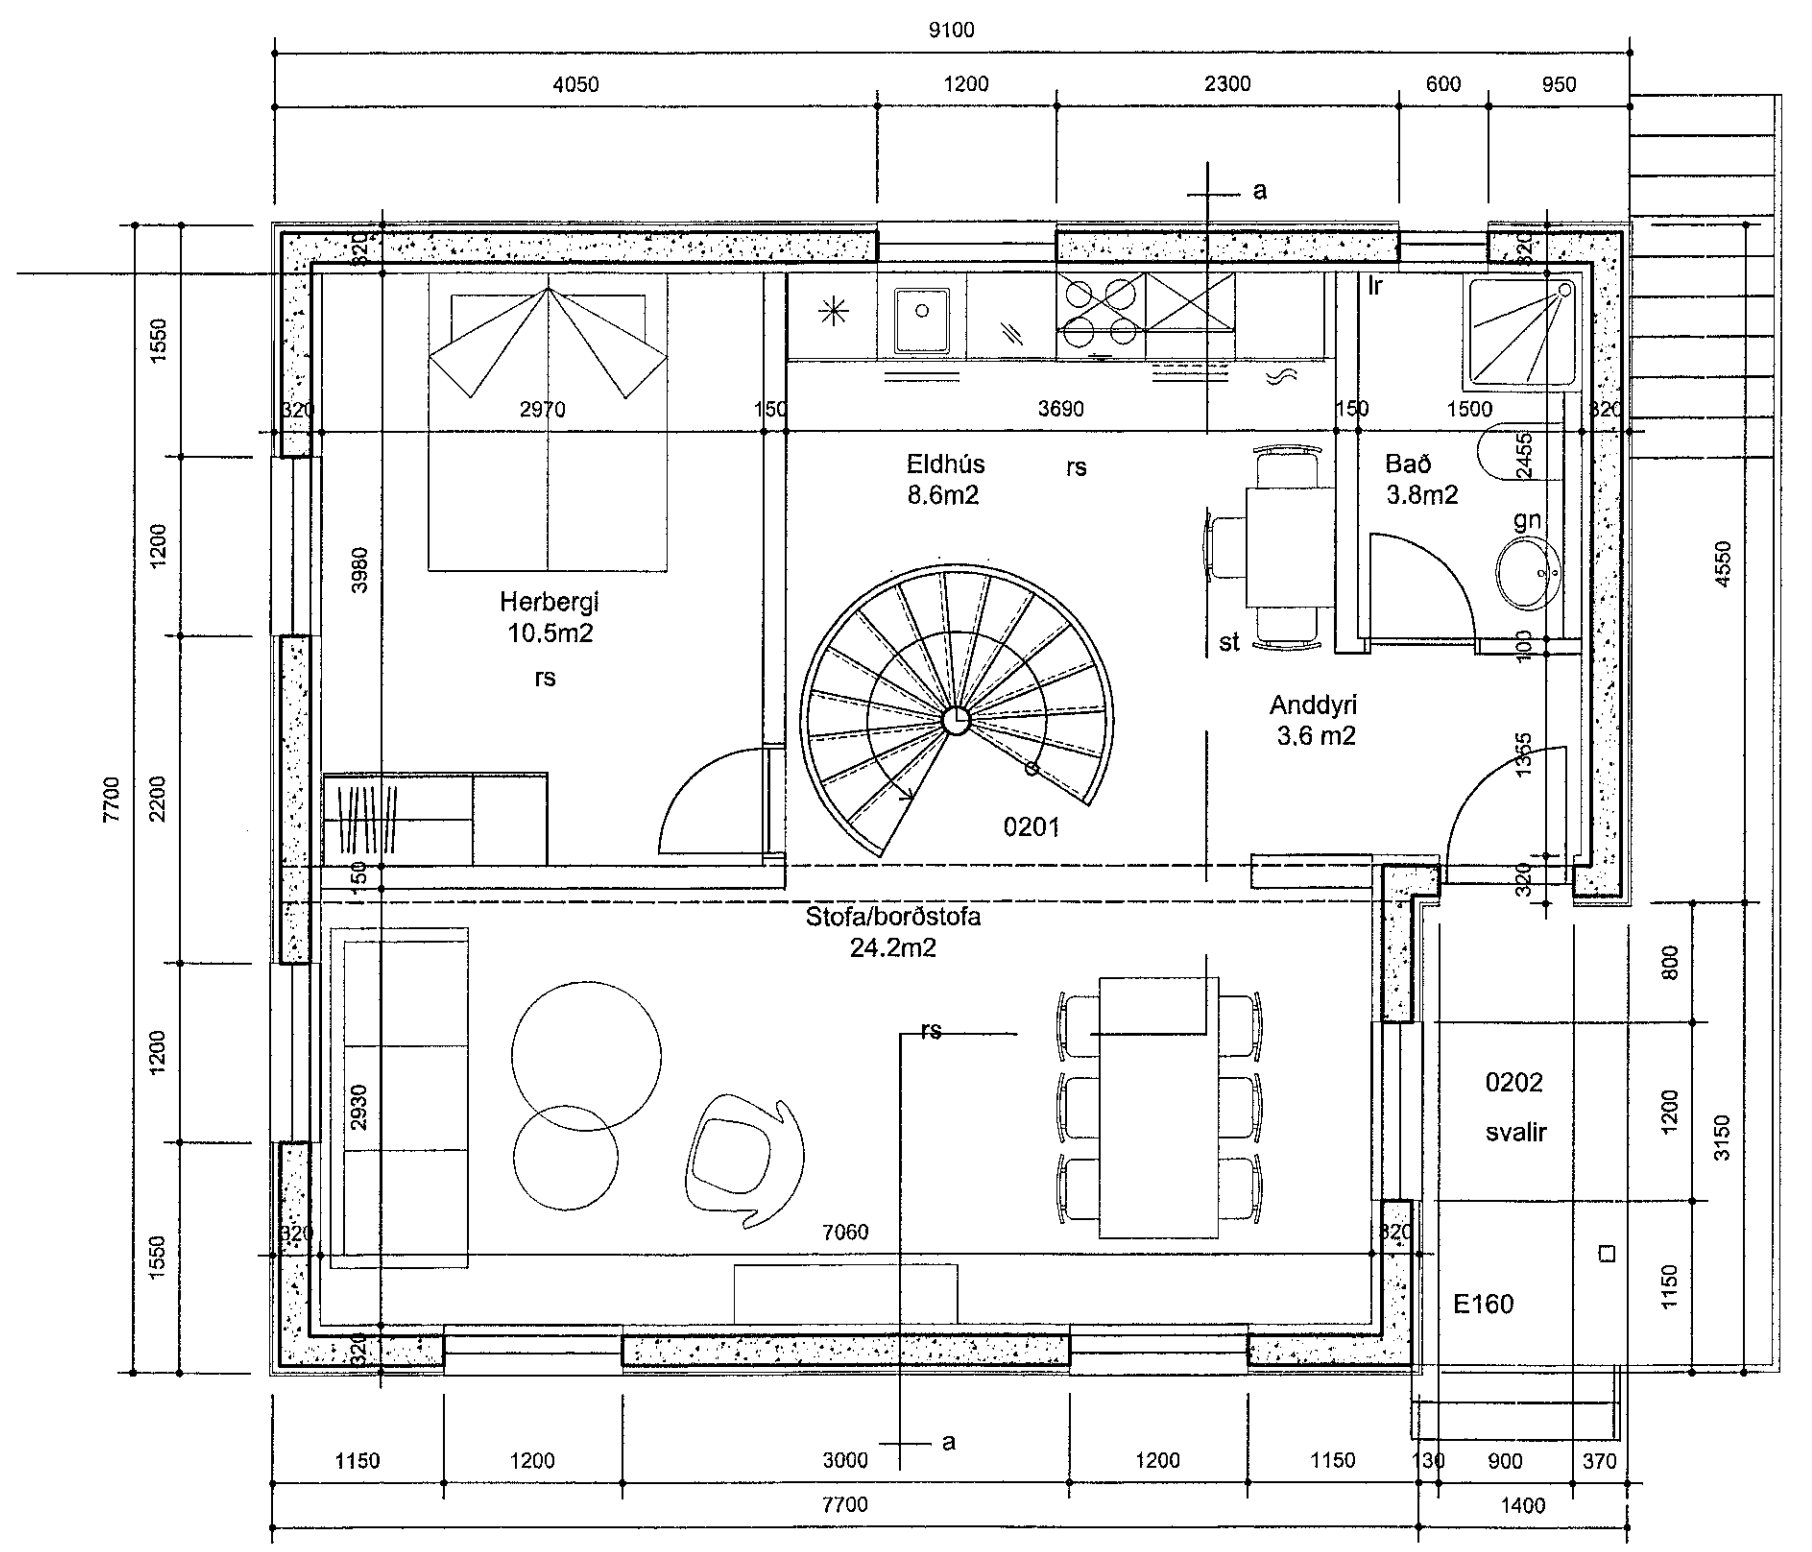 9100
4050 1200 2300 600 950
a
320 320
lr
1550
320 2970 150 3690 150 1500 320
Eldhús rs Bað
8.6m2 3.8m2
2455
gn
1200 3980 4550
Herbergi
10.5m2
st 100
rs
Anddyri
3.6 m2
1355
7700 2200
0201
150 320
Stofa/borðstofa
24.2m2
800
rs
1200 2930
0202
svalir
1200 3150
320 7060 320
1550
E160 1150
320
a
1150 1200 3000 1200 1150 130 900 370
7700 1400